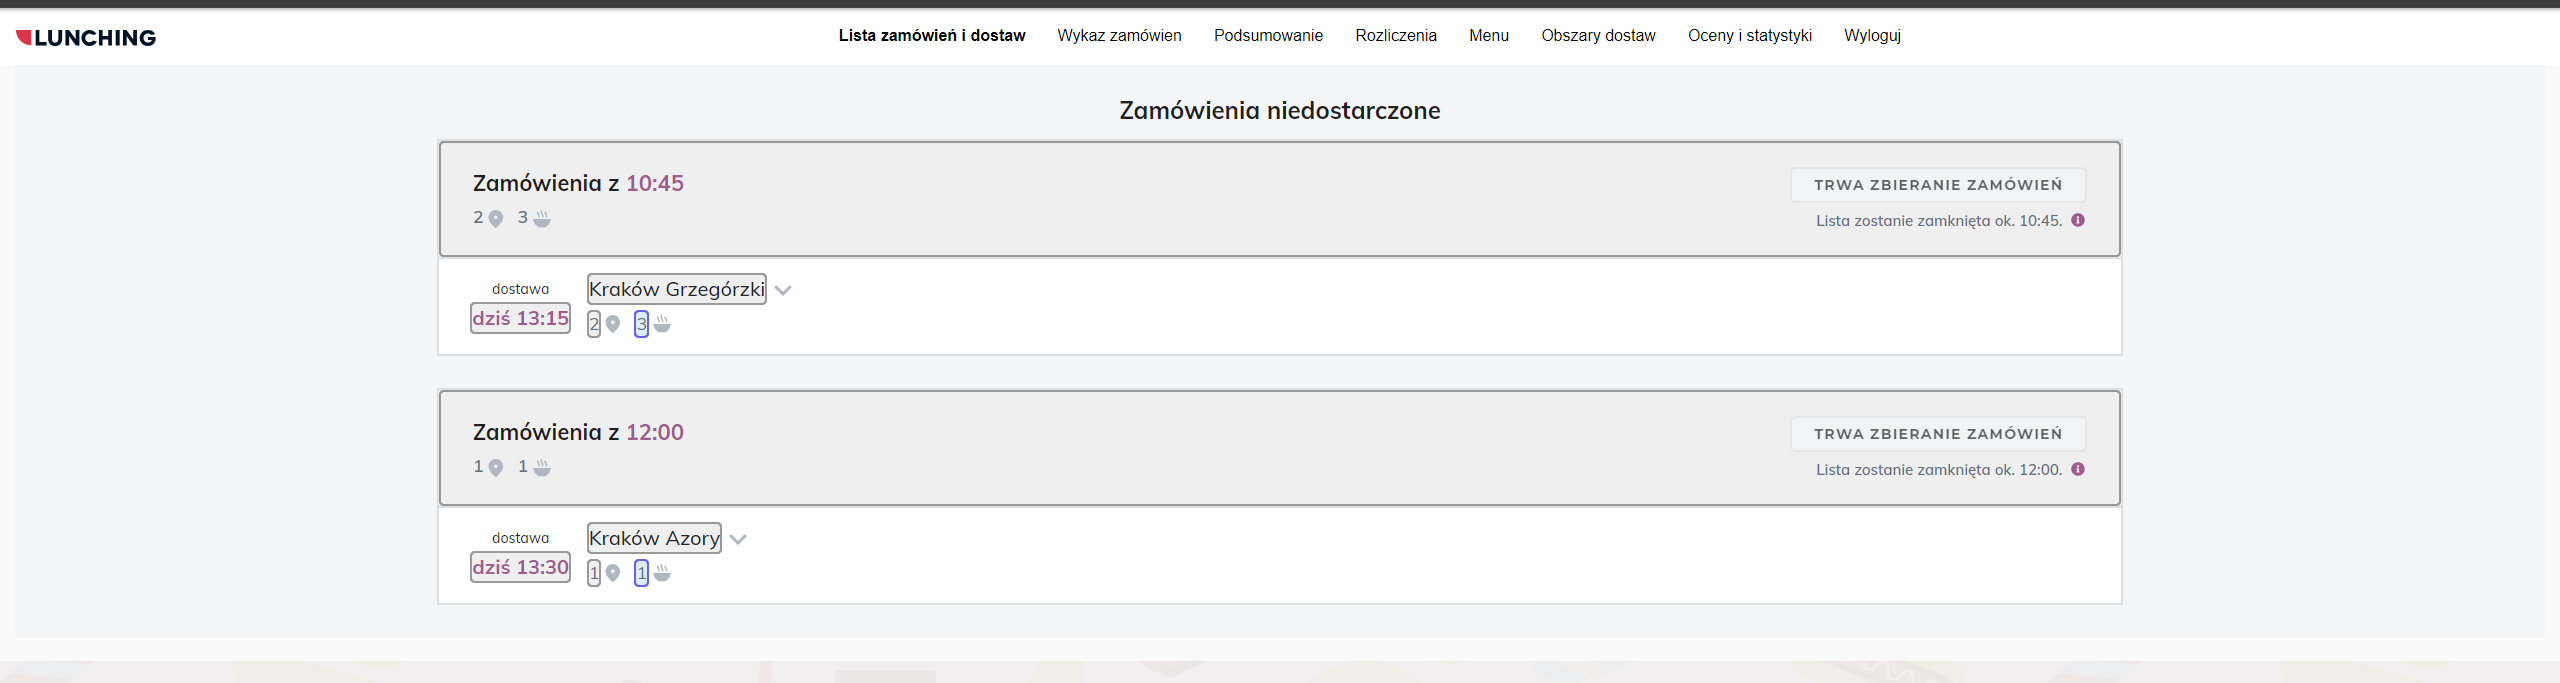 LUNCHING
Lista zamówień i dostaw Wykaz zamówien Podsumowanie Rozliczenia Menu Obszary dostaw Oceny i statystyki Wyloguj
Zamówienia niedostarczone
Zamówienia z 10:45
TRWA ZBIERANIE ZAMÓWIEŃ
2 3
Lista zostanie zamknięta ok. 10:45.
dostawa
Kraków Grzegórzki
dziś 13:15
2 3
Zamówienia z 12:00
TRWA ZBIERANIE ZAMÓWIEŃ
1 1
Lista zostanie zamknięta ok. 12:00.
dostawa
Kraków Azory
dziś 13:30
1 1